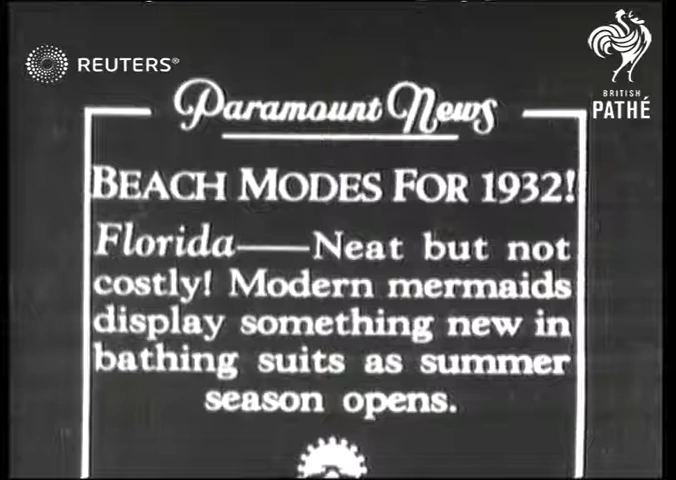 REUTERS®
BRITISH
PATHÉ
Paramount News
BEACH MODES FOR 1932!
Florida—Neat but not
costly! Modern mermaids
display something new in
bathing suits as summer
season opens.